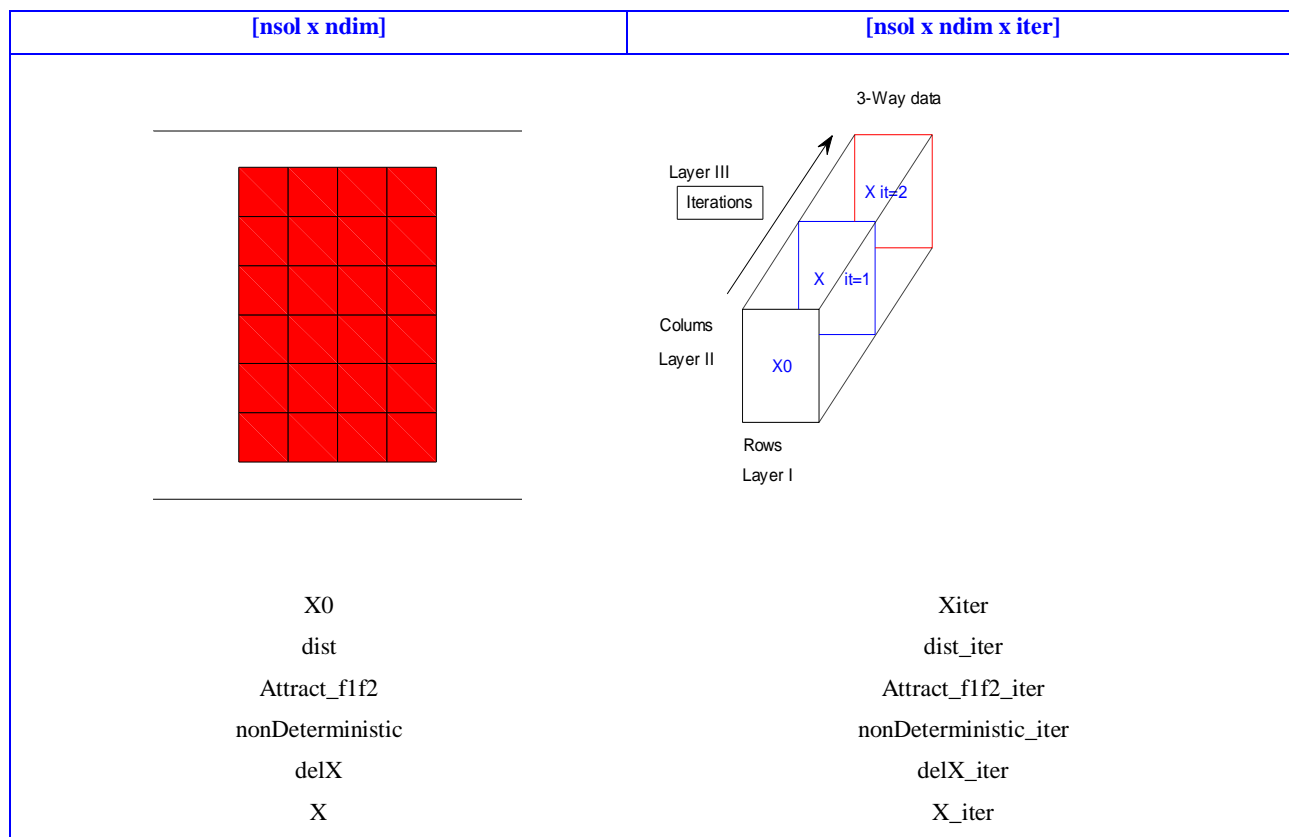 [nsol x ndim]
[nsol x ndim x iter]
3-Way data
Layer III
Iterations
X it=2
X it=1
Colums
Layer II
X0
Rows
Layer I
X0
Xiter
dist
dist_iter
Attract_f1f2
Attract_f1f2_iter
nonDeterministic
nonDeterministic_iter
delX
delX_iter
X
X_iter